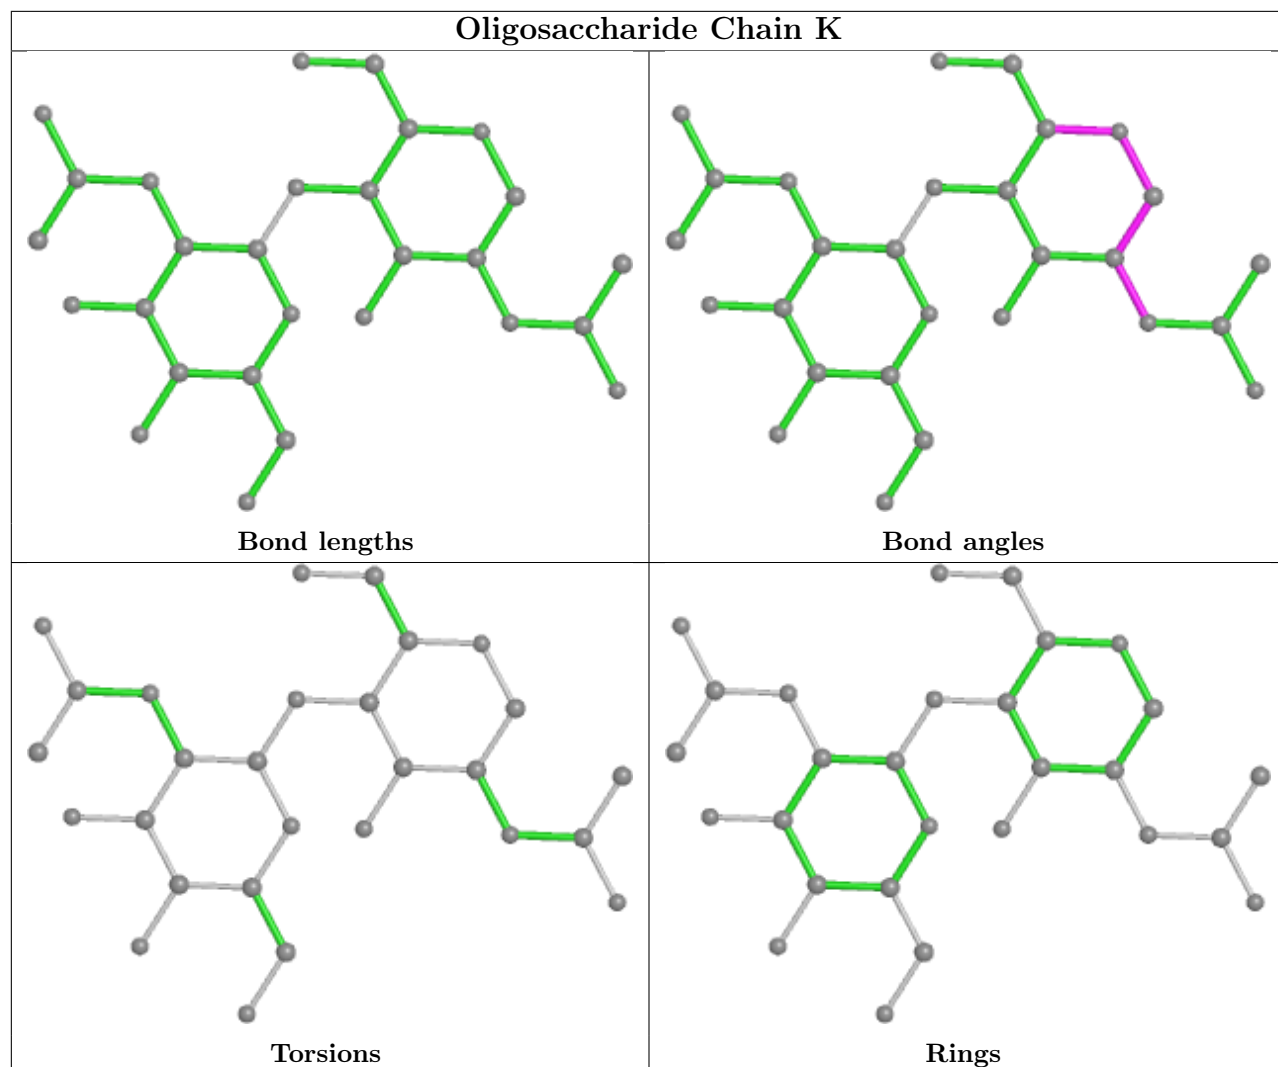 Oligosaccharide Chain K
Bond lengths
Bond angles
Torsions
Rings